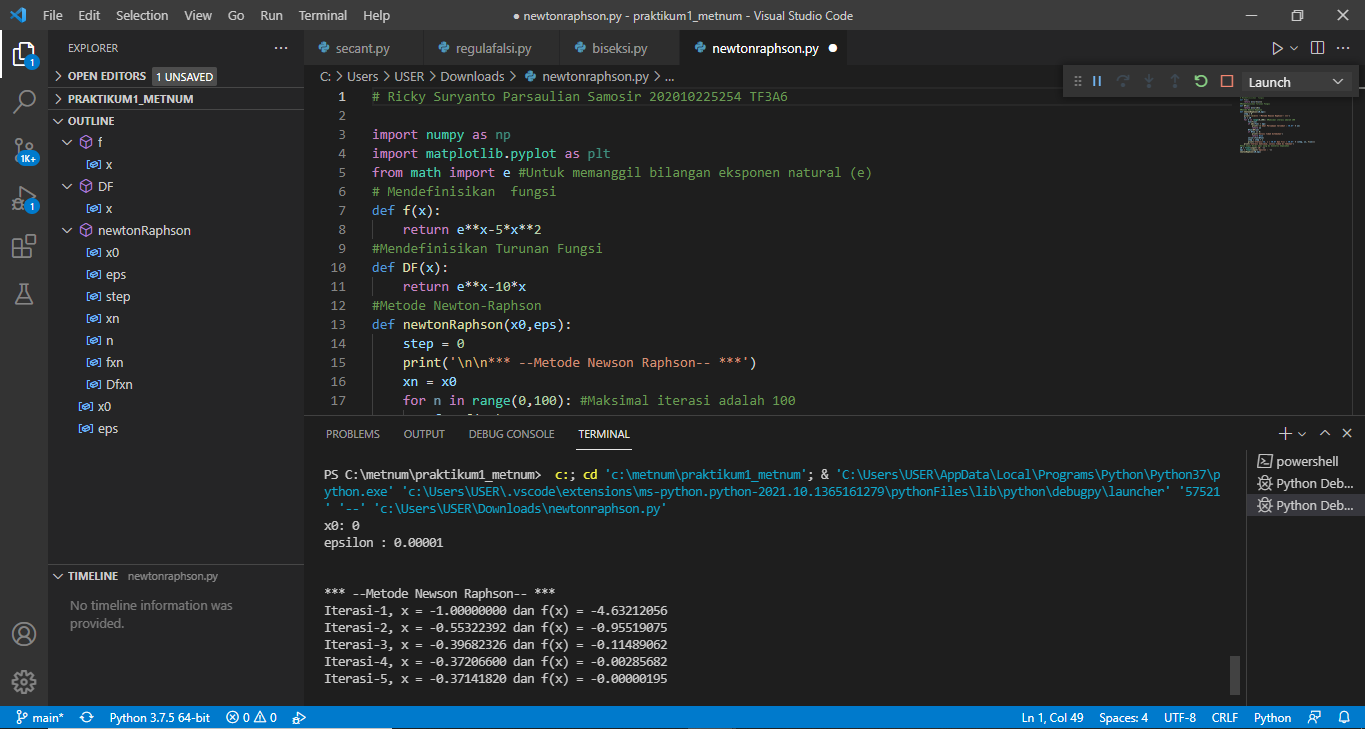 File Edit Selection View Go Run Terminal Help
● newtonraphson.py - praktikum1_metnum - Visual Studio Code
EXPLORER
OPEN EDITORS 1 UNSAVED
PRAKTIKUM1_METNUM
OUTLINE
f
x
DF
x
newtonRaphson
x0
eps
step
xn
n
fxn
Dfxn
x0
eps
TIMELINE newtonraphson.py
No timeline information was
provided.
1
1K+
1
secant.py regulafalsi.py biseksi.py newtonraphson.py ●
C: > Users > USER > Downloads > newtonraphson.py > ...
Launch
1 # Ricky Suryanto Parsaulian Samosir 202010225254 TF3A6
2
3 import numpy as np
4 import matplotlib.pyplot as plt
5 from math import e #Untuk memanggil bilangan eksponen natural (e)
6 # Mendefinisikan  fungsi
7 def f(x):
8     return e**x-5*x**2
9 #Mendefinisikan Turunan Fungsi
10 def DF(x):
11     return e**x-10*x
12 #Metode Newton-Raphson
13 def newtonRaphson(x0,eps):
14     step = 0
15     print('\n\n*** --Metode Newson Raphson-- ***')
16     xn = x0
17     for n in range(0,100): #Maksimal iterasi adalah 100
PROBLEMS OUTPUT DEBUG CONSOLE TERMINAL
PS C:\metnum\praktikum1_metnum>  c:; cd 'c:\metnum\praktikum1_metnum'; & 'C:\Users\USER\AppData\Local\Programs\Python\Python37\p
ython.exe' 'c:\Users\USER\.vscode\extensions\ms-python.python-2021.10.1365161279\pythonFiles\lib\python\debugpy\launcher' '57521
' '--' 'c:\Users\USER\Downloads\newtonraphson.py'
x0: 0
epsilon : 0.00001
*** --Metode Newson Raphson-- ***
Iterasi-1, x = -1.00000000 dan f(x) = -4.63212056
Iterasi-2, x = -0.55322392 dan f(x) = -0.95519075
Iterasi-3, x = -0.39682326 dan f(x) = -0.11489062
Iterasi-4, x = -0.37206600 dan f(x) = -0.00285682
Iterasi-5, x = -0.37141820 dan f(x) = -0.00000195
powershell
Python Deb...
Python Deb...
main* Python 3.7.5 64-bit 0 0 Ln 1, Col 49 Spaces: 4 UTF-8 CRLF Python